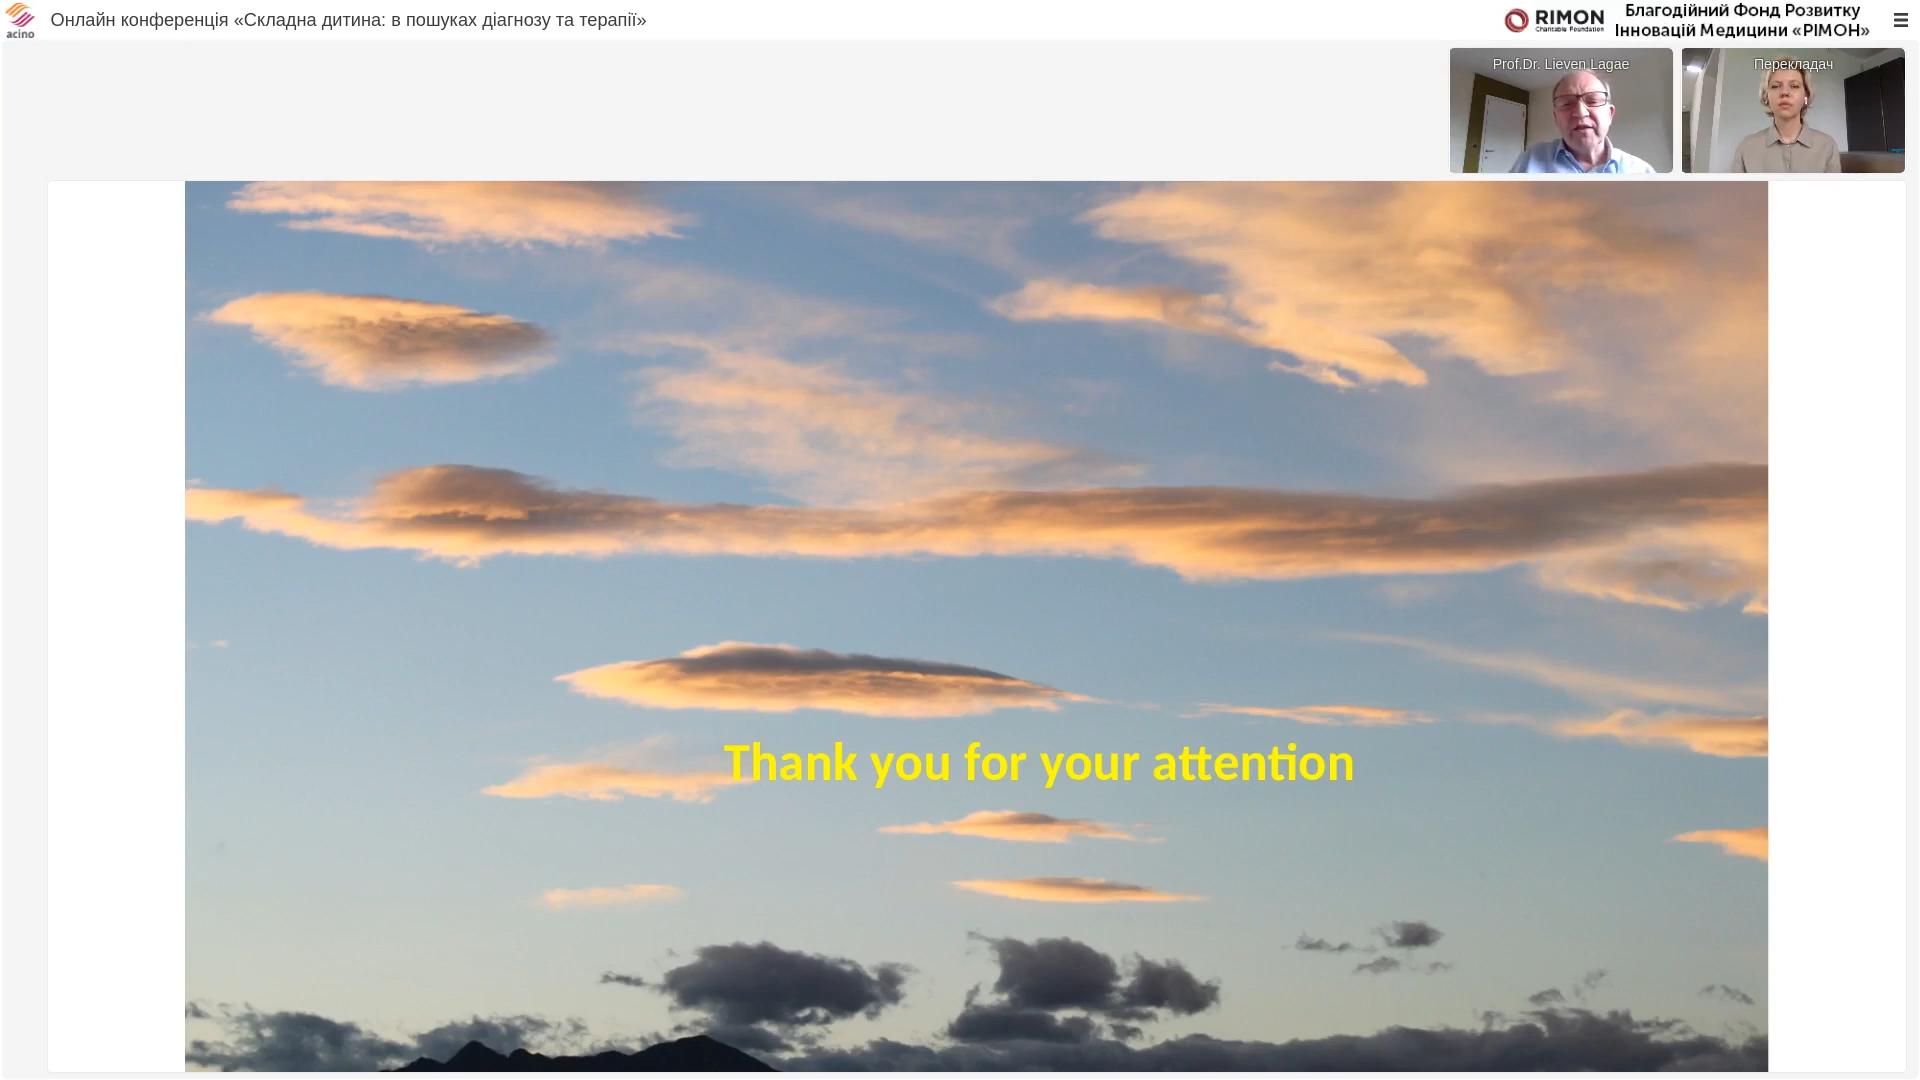 acino
Онлайн конференція «Складна дитина: в пошуках діагнозу та терапії»
RIMON
Charitable Foundation
Благодійний Фонд Розвитку
Інновацій Медицини «РІМОН»
Prof.Dr. Lieven Lagae
Перекладач
Thank you for your attention